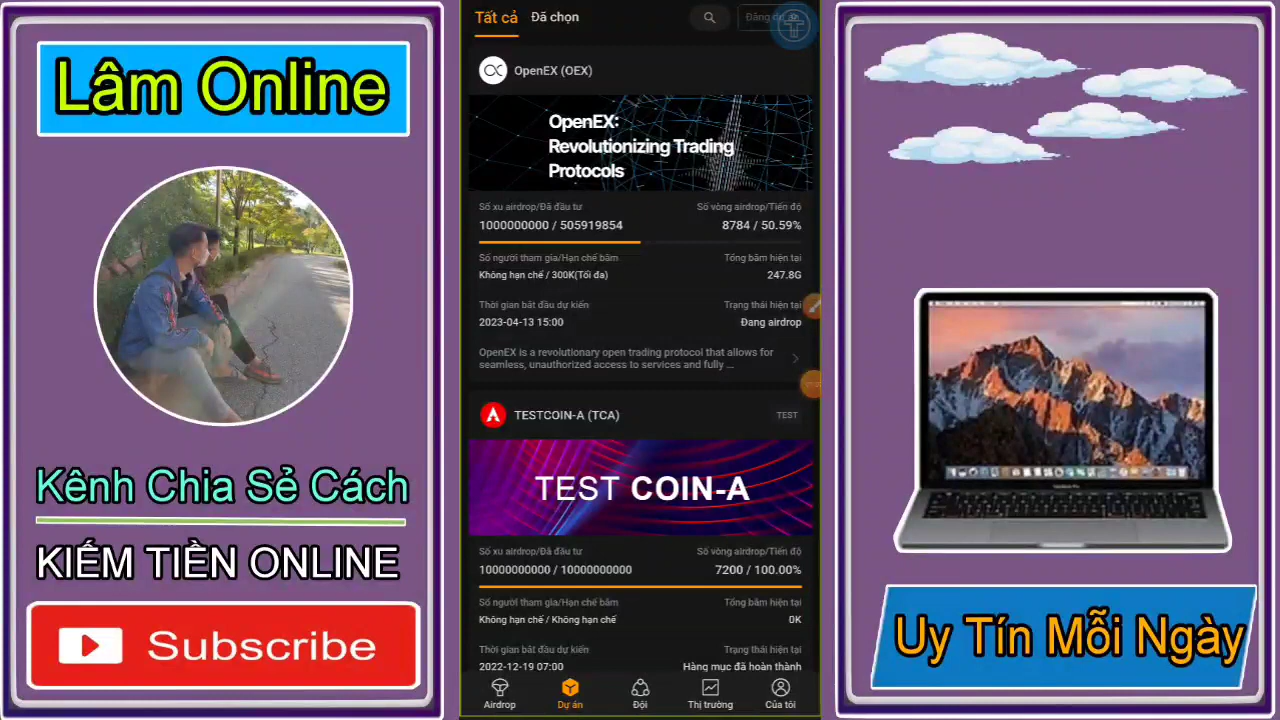 Lâm Online
Kênh Chia Sẻ Cách
KIẾM TIỀN ONLINE
Subscribe
Tất cả
Đã chọn
OpenEX (OEX)
OpenEX:
Revolutionizing Trading
Protocols
Số xu airdrop/Đã đầu tư
Số vòng airdrop/Tiến độ
1000000000 / 505919854
8784 / 50.59%
Số người tham gia/Hạn chế băm
Tổng băm hiện tại
Không hạn chế / 300K(Tối đa)
247.8G
Thời gian bắt đầu dự kiến
Trạng thái hiện tại
2023-04-13 15:00
Đang airdrop
OpenEX is a revolutionary open trading protocol that allows for
seamless, unauthorized access to services and fully ...
TESTCOIN-A (TCA)
TEST
TEST COIN-A
Số xu airdrop/Đã đầu tư
Số vòng airdrop/Tiến độ
10000000000 / 10000000000
7200 / 100.00%
Số người tham gia/Hạn chế băm
Tổng băm hiện tại
Không hạn chế / Không hạn chế
0K
Thời gian bắt đầu dự kiến
Trạng thái hiện tại
2022-12-19 07:00
Hàng mục đã hoàn thành
Airdrop
Dự án
Đội
Thị trường
Của tôi
Uy Tín Mỗi Ngày